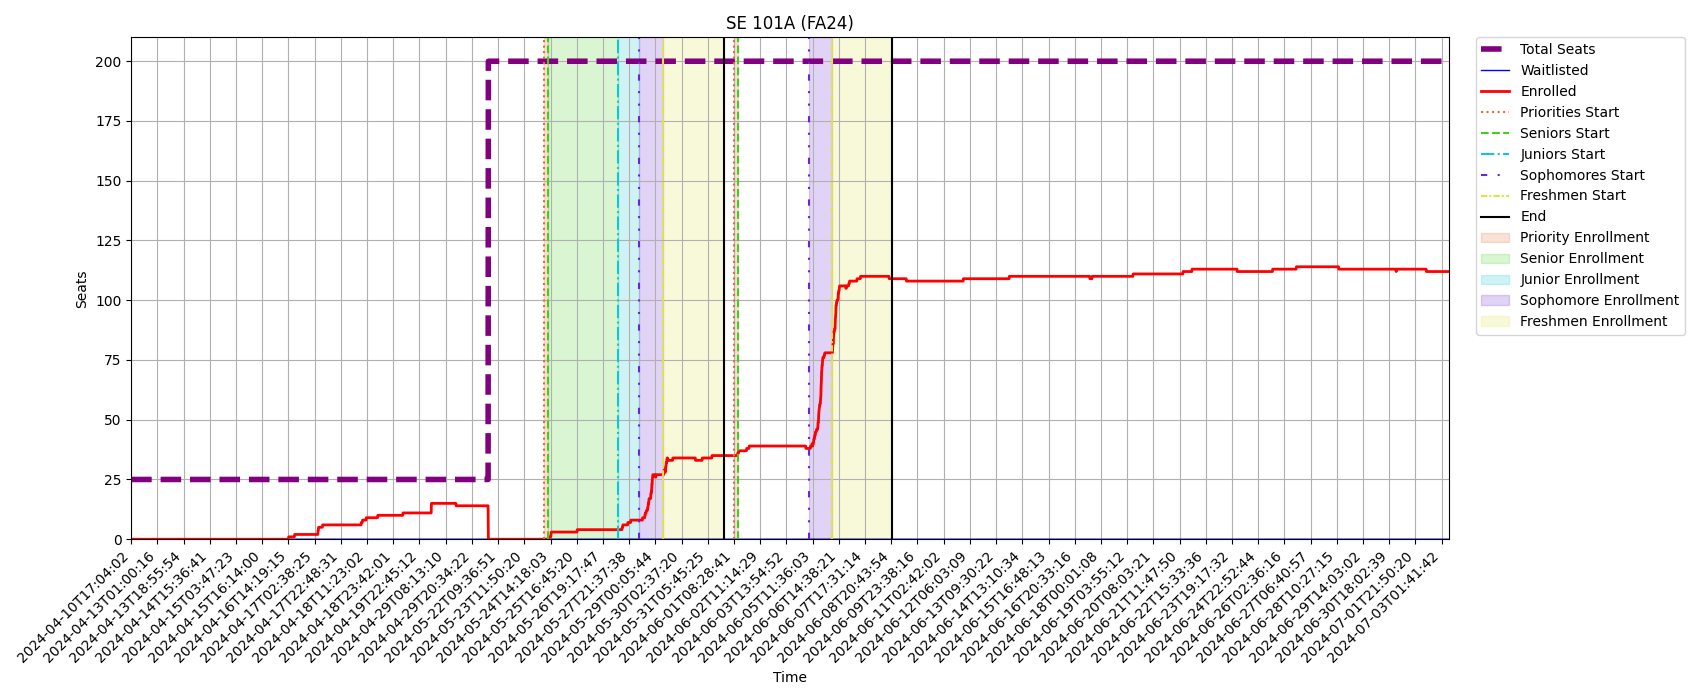 SE 101A (FA24)
Seats
200
175
150
125
100
75
50
25
0
2024-04-10T17:04:02
2024-04-13T01:00:16
2024-04-13T18:55:54
2024-04-14T15:36:41
2024-04-15T03:47:23
2024-04-15T16:14:00
2024-04-16T14:19:15
2024-04-17T02:38:25
2024-04-17T22:48:31
2024-04-18T11:23:02
2024-04-18T23:42:01
2024-04-19T22:45:12
2024-04-29T08:13:10
2024-04-29T20:34:22
2024-05-22T09:36:51
2024-05-23T11:50:20
2024-05-24T14:18:03
2024-05-25T16:45:20
2024-05-26T19:17:47
2024-05-27T21:37:38
2024-05-29T00:05:44
2024-05-30T02:37:20
2024-05-31T05:45:25
2024-06-01T08:28:41
2024-06-02T11:14:29
2024-06-03T13:54:52
2024-06-05T11:36:03
2024-06-06T14:38:21
2024-06-07T17:31:14
2024-06-08T20:43:54
2024-06-09T23:38:16
2024-06-11T02:42:02
2024-06-12T06:03:09
2024-06-13T09:30:22
2024-06-14T13:10:34
2024-06-15T16:48:13
2024-06-16T20:33:16
2024-06-18T00:01:08
2024-06-19T03:55:12
2024-06-20T08:03:21
2024-06-21T11:47:50
2024-06-22T15:33:36
2024-06-23T19:17:32
2024-06-24T22:52:44
2024-06-26T02:36:16
2024-06-27T06:40:57
2024-06-28T10:27:15
2024-06-29T14:03:02
2024-06-30T18:02:39
2024-07-01T21:50:20
2024-07-03T01:41:42
Time
Total Seats
Waitlisted
Enrolled
Priorities Start
Seniors Start
Juniors Start
Sophomores Start
Freshmen Start
End
Priority Enrollment
Senior Enrollment
Junior Enrollment
Sophomore Enrollment
Freshmen Enrollment